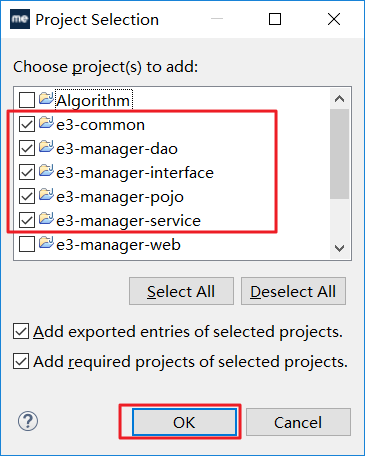 me Project Selection
Choose project(s) to add:
Algorithm
e3-common
e3-manager-dao
e3-manager-interface
e3-manager-pojo
e3-manager-service
e3-manager-web
Select All Deselect All
Add exported entries of selected projects.
Add required projects of selected projects.
? OK Cancel